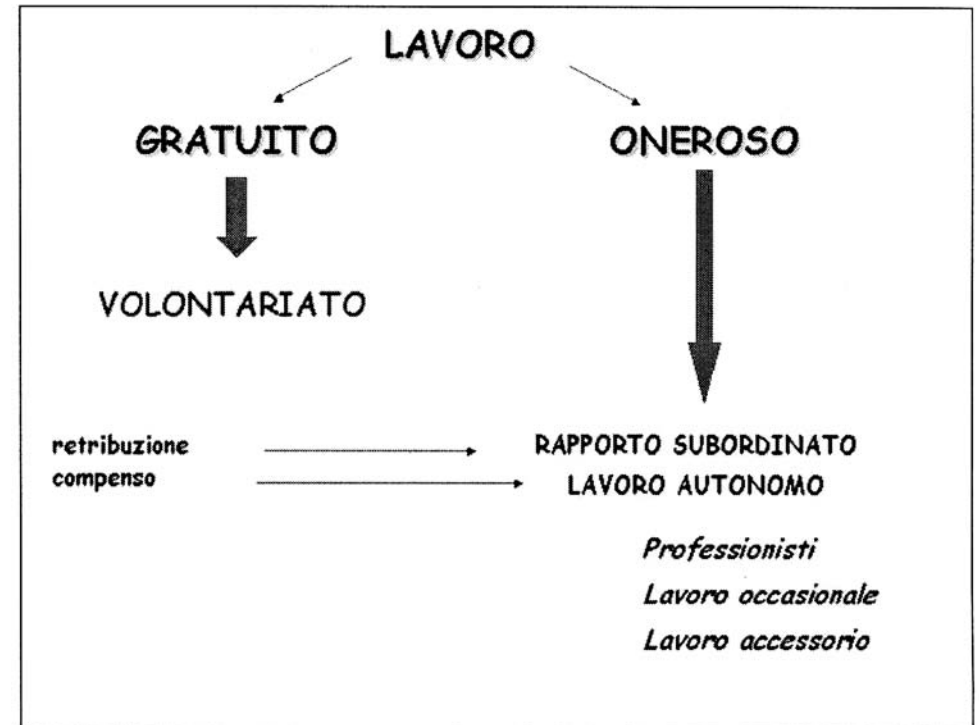 LAVORO
GRATUITO
ONEROSO
VOLONTARIATO
retribuzione
RAPPORTO SUBORDINATO
compenso
LAVORO AUTONOMO
Professionisti
Lavoro occasionale
Lavoro accessorio